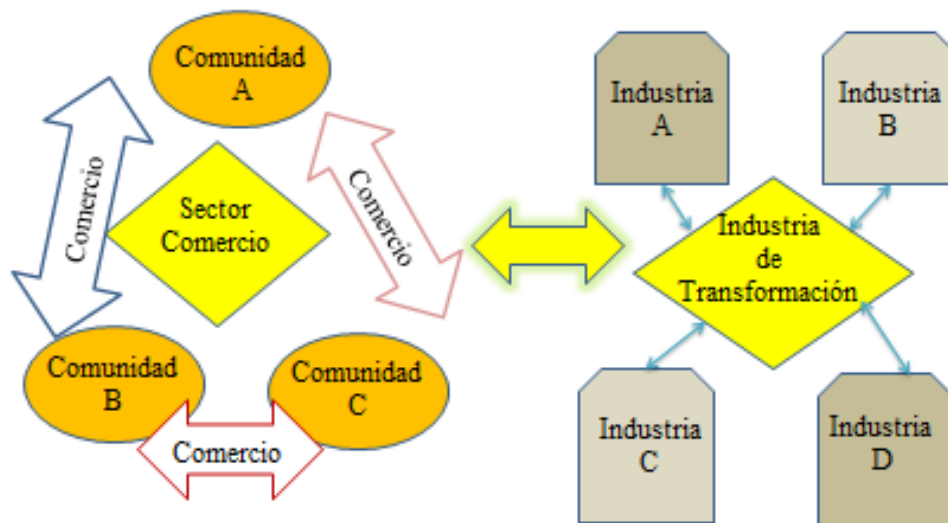 Comunidad
A
Comercio
Sector
Comercio
Comercio
Comunidad
B
Comunidad
C
Comercio
Industria
A
Industria
B
Industria
de
Transformación
Industria
C
Industria
D